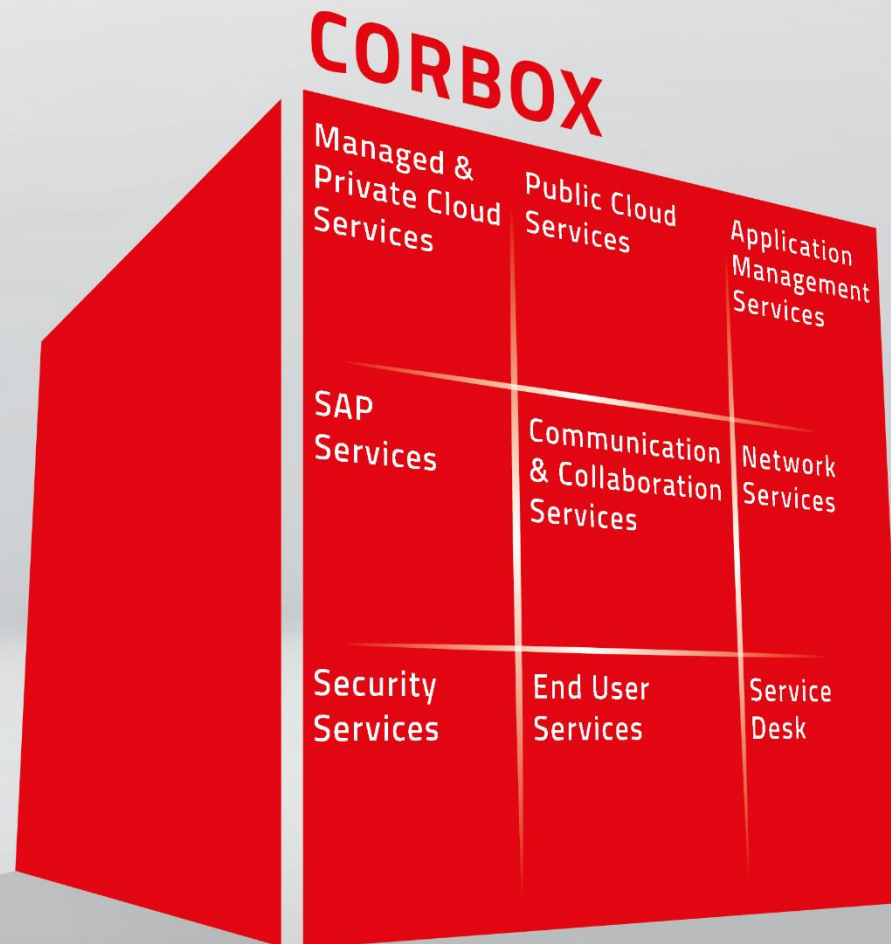 CORBOX
Managed &
Private Cloud
Services
Public Cloud
Services
Application
Management
Services
SAP
Services
Communication
& Collaboration
Services
Network
Services
Security
Services
End User
Services
Service
Desk